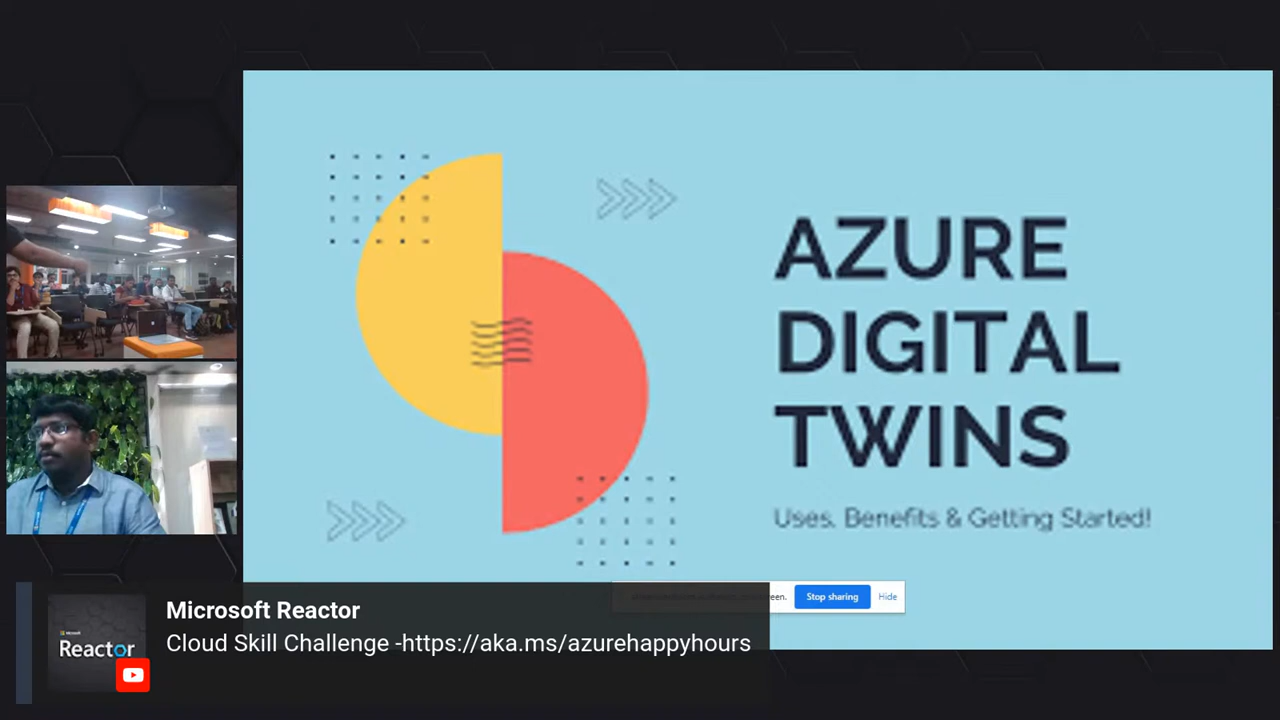 AZURE
DIGITAL
TWINS
Uses, Benefits & Getting Started!
Stop sharing
Hide
Microsoft Reactor
Cloud Skill Challenge -https://aka.ms/azurehappyhours
Microsoft
Reactor